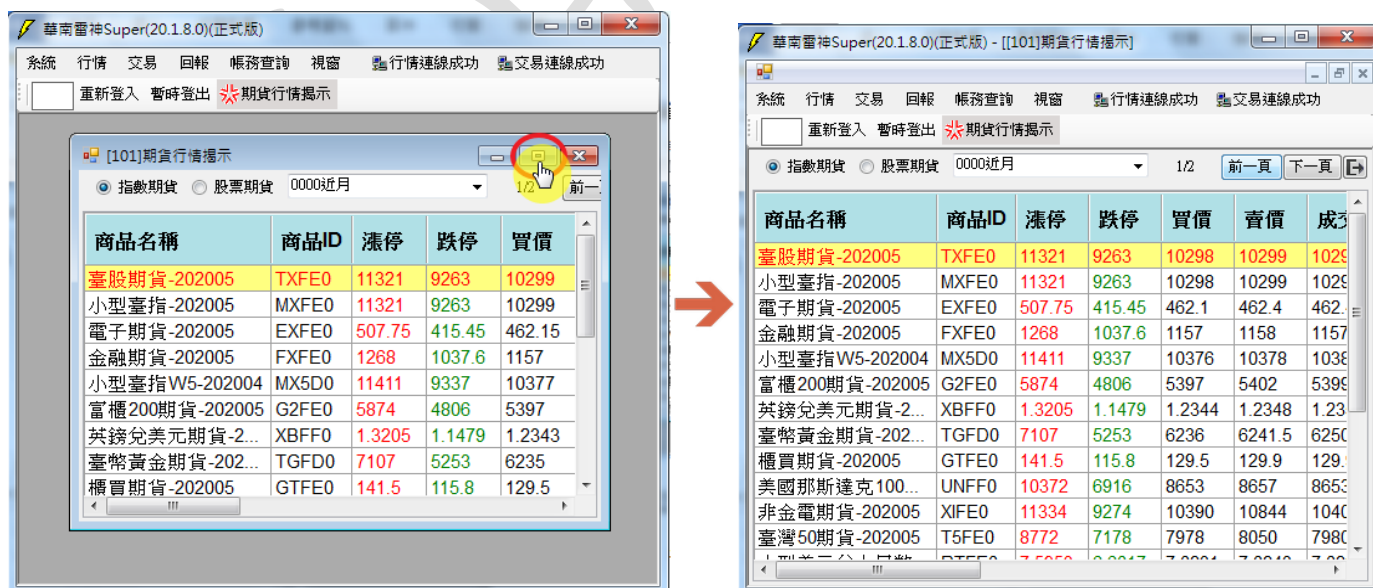 華南雷神Super(20.1.8.0)(正式版)
系統 行情 交易 回報 帳務查詢 視窗 行情連線成功 交易連線成功
重新登入 暫時登出 期貨行情揭示
[101]期貨行情揭示
指數期貨 股票期貨 0000近月 1/2 前一
商品名稱 商品ID 漲停 跌停 買價
臺股期貨-202005 TXFE0 11321 9263 10299
小型臺指-202005 MXFE0 11321 9263 10299
電子期貨-202005 EXFE0 507.75 415.45 462.15
金融期貨-202005 FXFE0 1268 1037.6 1157
小型臺指W5-202004 MX5D0 11411 9337 10377
富櫃200期貨-202005 G2FE0 5874 4806 5397
英鎊兌美元期貨-2... XBFF0 1.3205 1.1479 1.2343
臺幣黃金期貨-202... TGFD0 7107 5253 6235
櫃買期貨-202005 GTFE0 141.5 115.8 129.5
華南雷神Super(20.1.8.0)(正式版) - [[101]期貨行情揭示]
系統 行情 交易 回報 帳務查詢 視窗 行情連線成功 交易連線成功
重新登入 暫時登出 期貨行情揭示
指數期貨 股票期貨 0000近月 1/2 前一頁 下一頁
商品名稱 商品ID 漲停 跌停 買價 賣價 成交
臺股期貨-202005 TXFE0 11321 9263 10298 10299 1029
小型臺指-202005 MXFE0 11321 9263 10298 10299 1029
電子期貨-202005 EXFE0 507.75 415.45 462.1 462.4 462.
金融期貨-202005 FXFE0 1268 1037.6 1157 1158 1157
小型臺指W5-202004 MX5D0 11411 9337 10376 10378 1038
富櫃200期貨-202005 G2FE0 5874 4806 5397 5402 5399
英鎊兌美元期貨-2... XBFF0 1.3205 1.1479 1.2344 1.2348 1.23
臺幣黃金期貨-202... TGFD0 7107 5253 6236 6241.5 6250
櫃買期貨-202005 GTFE0 141.5 115.8 129.5 129.9 129.
美國那斯達克100... UNFF0 10372 6916 8653 8657 8653
非金電期貨-202005 XIFE0 11334 9274 10390 10844 1040
臺灣50期貨-202005 T5FE0 8772 7178 7978 8050 7980